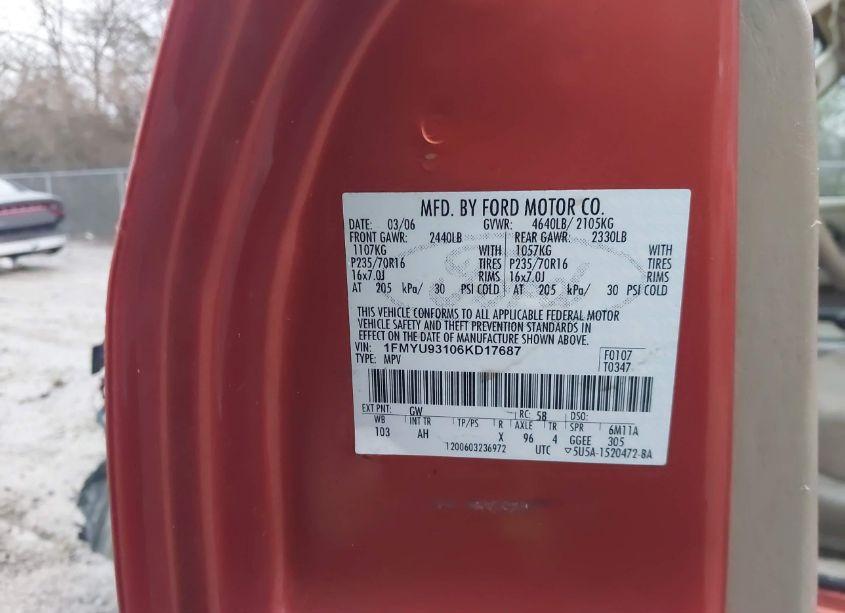 MFD. BY FORD MOTOR CO.
DATE: 03/06 GVWR: 4640LB/ 2105KG
FRONT GAWR: 2440LB REAR GAWR: 2330LB
1107KG WITH 1057KG WITH
P235/70R16 TIRES P235/70R16 TIRES
16x7.0J RIMS 16x7.0J RIMS
AT 205 kPa/ 30 PSI COLD AT 205 kPa/ 30 PSI COLD
THIS VEHICLE CONFORMS TO ALL APPLICABLE FEDERAL MOTOR
VEHICLE SAFETY AND THEFT PREVENTION STANDARDS IN
EFFECT ON THE DATE OF MANUFACTURE SHOWN ABOVE.
VIN: 1FMYU93106KD17687 F0107
TYPE: MPV T0347
EXT PNT: GW RC: 5B DSO:
WB INT TR TP/PS R AXLE TR SPR 6M11A
103 AH X 96 4 GGEE 305
1200603236972 UTC ▽5U5A-1520472-BA
Ford